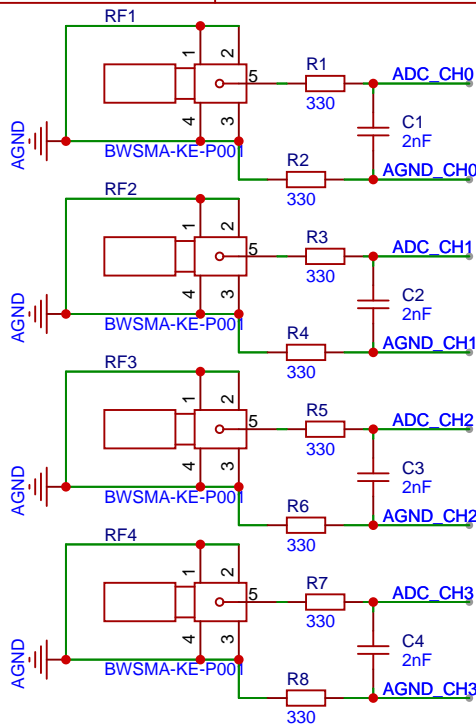 RF1
1
2
5
4
3
AGND
BWSMA-KE-P001
R1
330
ADC_CH0
C1
2nF
R2
330
AGND_CH0
RF2
1
2
5
4
3
AGND
BWSMA-KE-P001
R3
330
ADC_CH1
C2
2nF
R4
330
AGND_CH1
RF3
1
2
5
4
3
AGND
BWSMA-KE-P001
R5
330
ADC_CH2
C3
2nF
R6
330
AGND_CH2
RF4
1
2
5
4
3
AGND
BWSMA-KE-P001
R7
330
ADC_CH3
C4
2nF
R8
330
AGND_CH3